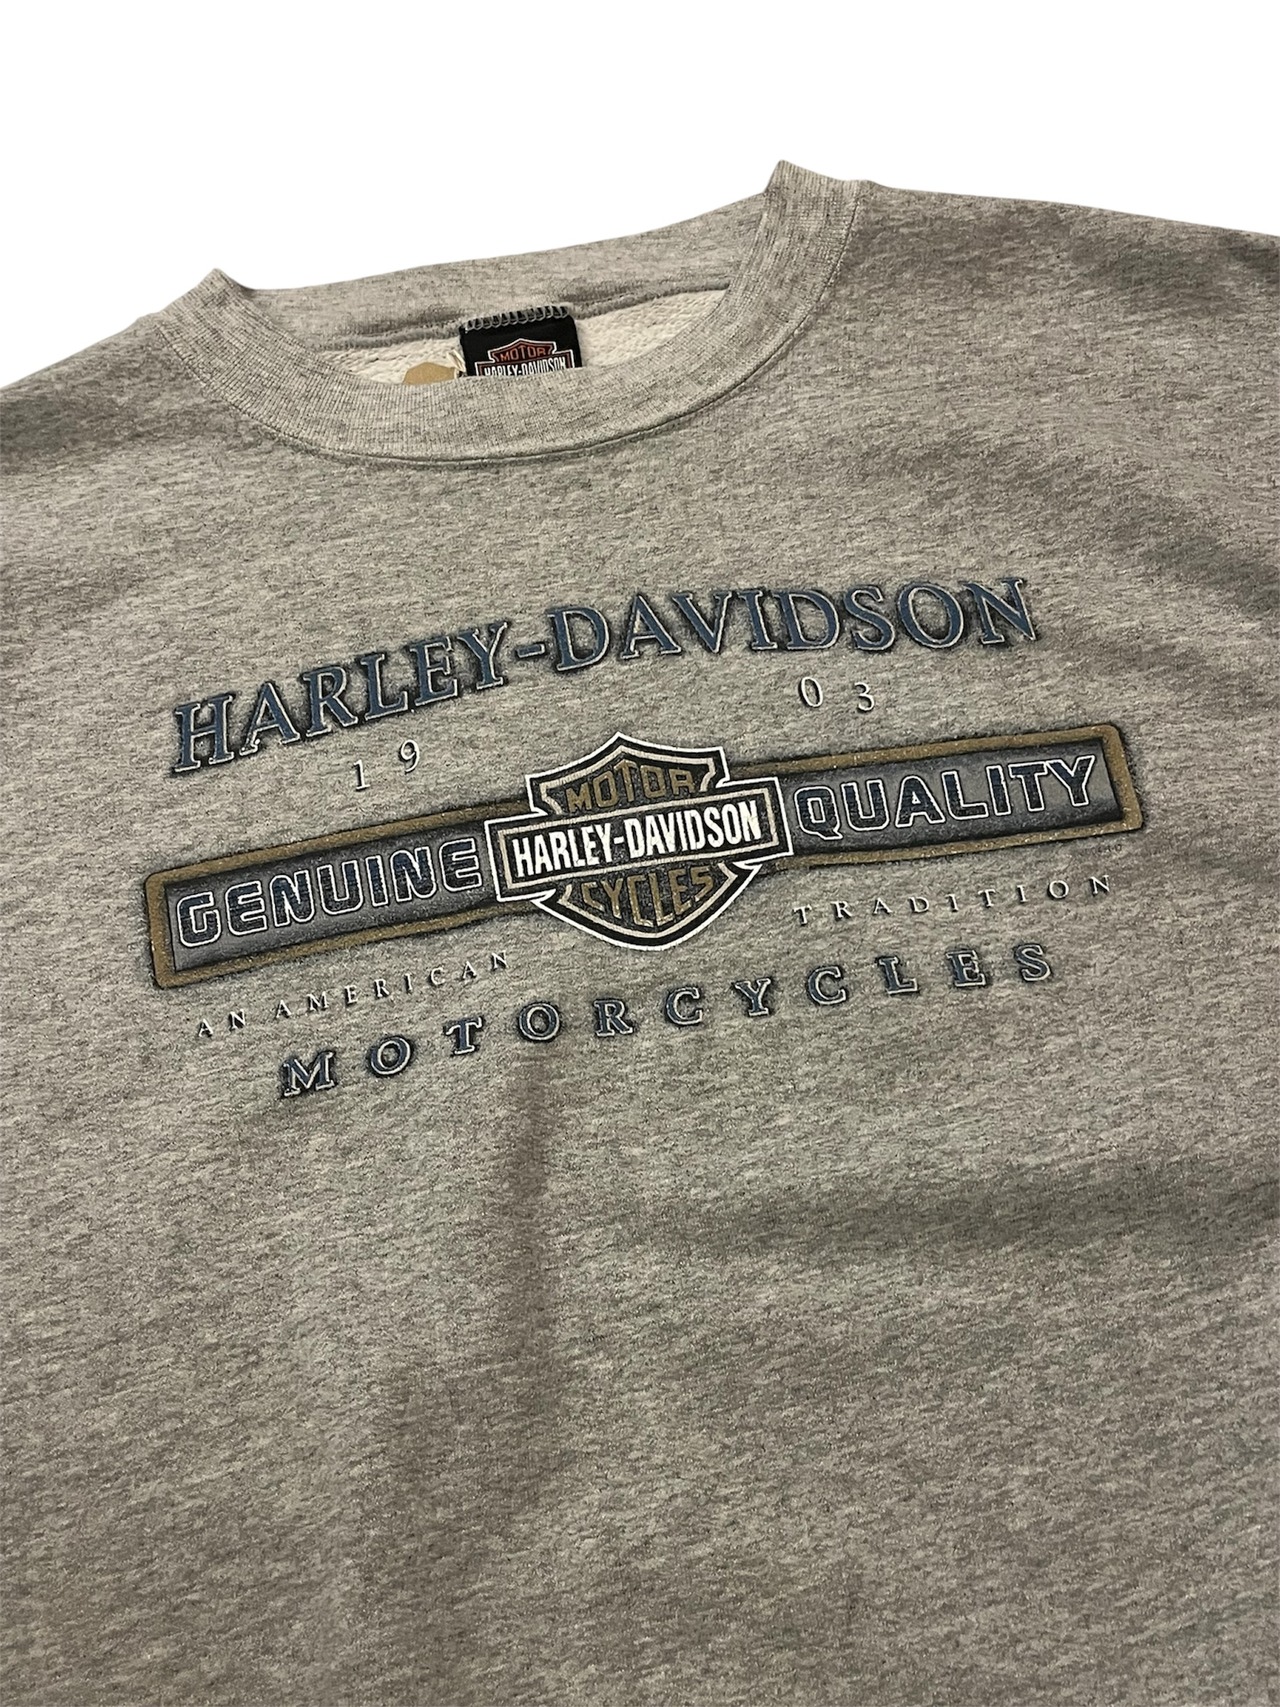 MOTOR
HARLEY-DAVIDSON
HARLEY-DAVIDSON
19 03
GENUINE
MOTOR
HARLEY-DAVIDSON
CYCLES
QUALITY
AN AMERICAN TRADITION
MOTORCYCLES